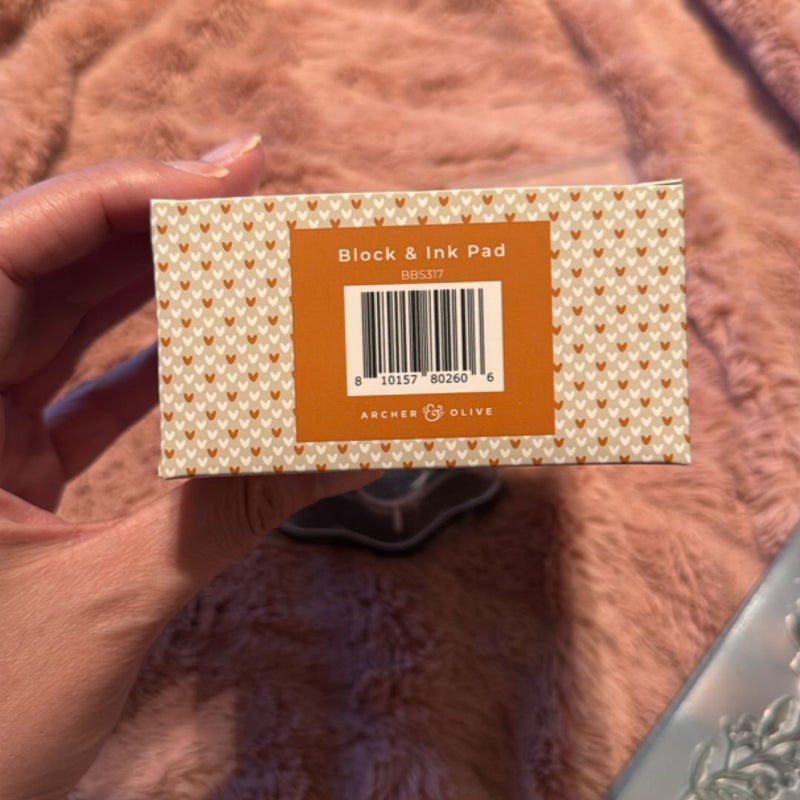 Block & Ink Pad
BBS317
8 10157 80260 6
ARCHER & OLIVE